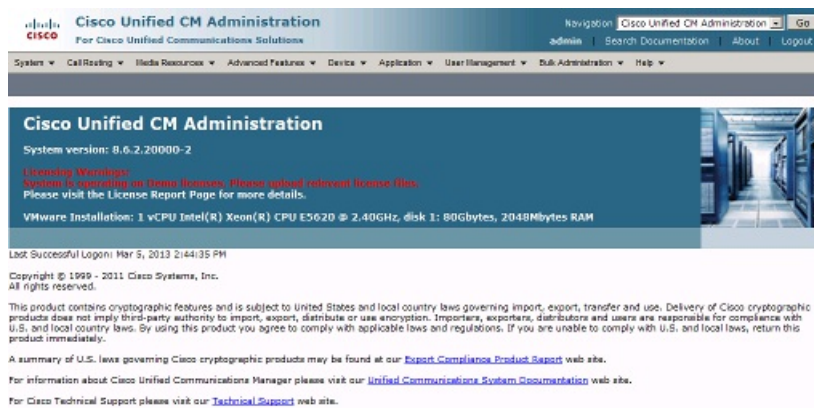 Cisco Unified CM Administration
For Cisco Unified Communications Solutions
CISCO
Navigation Cisco Unified CM Administration Go
admin | Search Documentation | About | Logout
System Call Routing Media Resources Advanced Features Device Application User Management Bulk Administration Help
Cisco Unified CM Administration
System version: 8.6.2.20000-2
Licensing Warnings:
System is operating on Demo licenses. Please upload relevant license files.
Please visit the License Report Page for more details.
VMware Installation: 1 vCPU Intel(R) Xeon(R) CPU E5620 @ 2.40GHz, disk 1: 80Gbytes, 2048Mbytes RAM
Last Successful Logon: Mar 5, 2013 2:44:35 PM
Copyright © 1999 - 2011 Cisco Systems, Inc.
All rights reserved.
This product contains cryptographic features and is subject to United States and local country laws governing import, export, transfer and use. Delivery of Cisco cryptographic
products does not imply third-party authority to import, export, distribute or use encryption. Importers, exporters, distributors and users are responsible for compliance with
U.S. and local country laws. By using this product you agree to comply with applicable laws and regulations. If you are unable to comply with U.S. and local laws, return this
product immediately.
A summary of U.S. laws governing Cisco cryptographic products may be found at our Export Compliance Product Report web site.
For information about Cisco Unified Communications Manager please visit our Unified Communications System Documentation web site.
For Cisco Technical Support please visit our Technical Support web site.